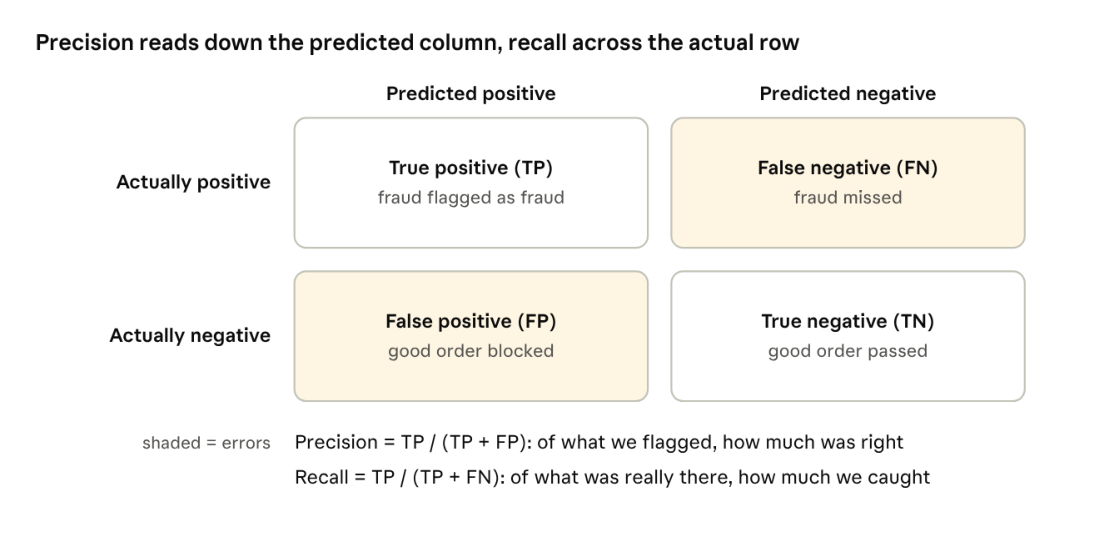 Precision reads down the predicted column, recall across the actual row
Predicted positive
Predicted negative
Actually positive
True positive (TP)
fraud flagged as fraud
False negative (FN)
fraud missed
Actually negative
False positive (FP)
good order blocked
True negative (TN)
good order passed
shaded = errors
Precision = TP / (TP + FP): of what we flagged, how much was right
Recall = TP / (TP + FN): of what was really there, how much we caught